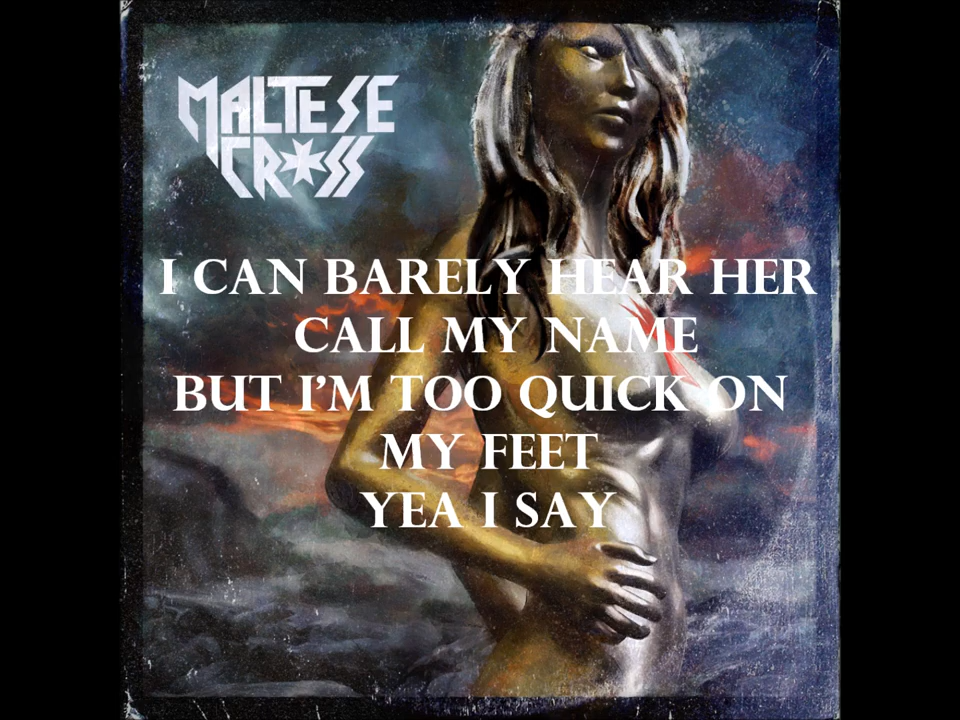 MALTESE
CROSS
I CAN BARELY HEAR HER
CALL MY NAME
BUT I'M TOO QUICK ON
MY FEET
YEA I SAY